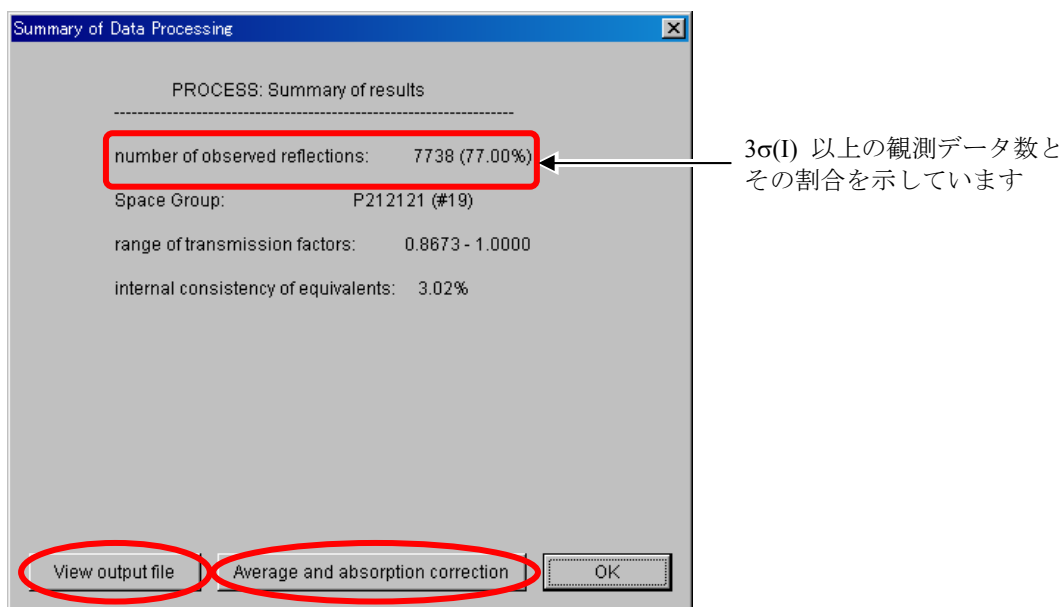 Summary of Data Processing
PROCESS: Summary of results
--------------------------------------------------------------------
number of observed reflections: 7738 (77.00%)
Space Group: P212121 (#19)
range of transmission factors: 0.8673 - 1.0000
internal consistency of equivalents: 3.02%
3σ(I) 以上の観測データ数と
その割合を示しています
View output file Average and absorption correction OK